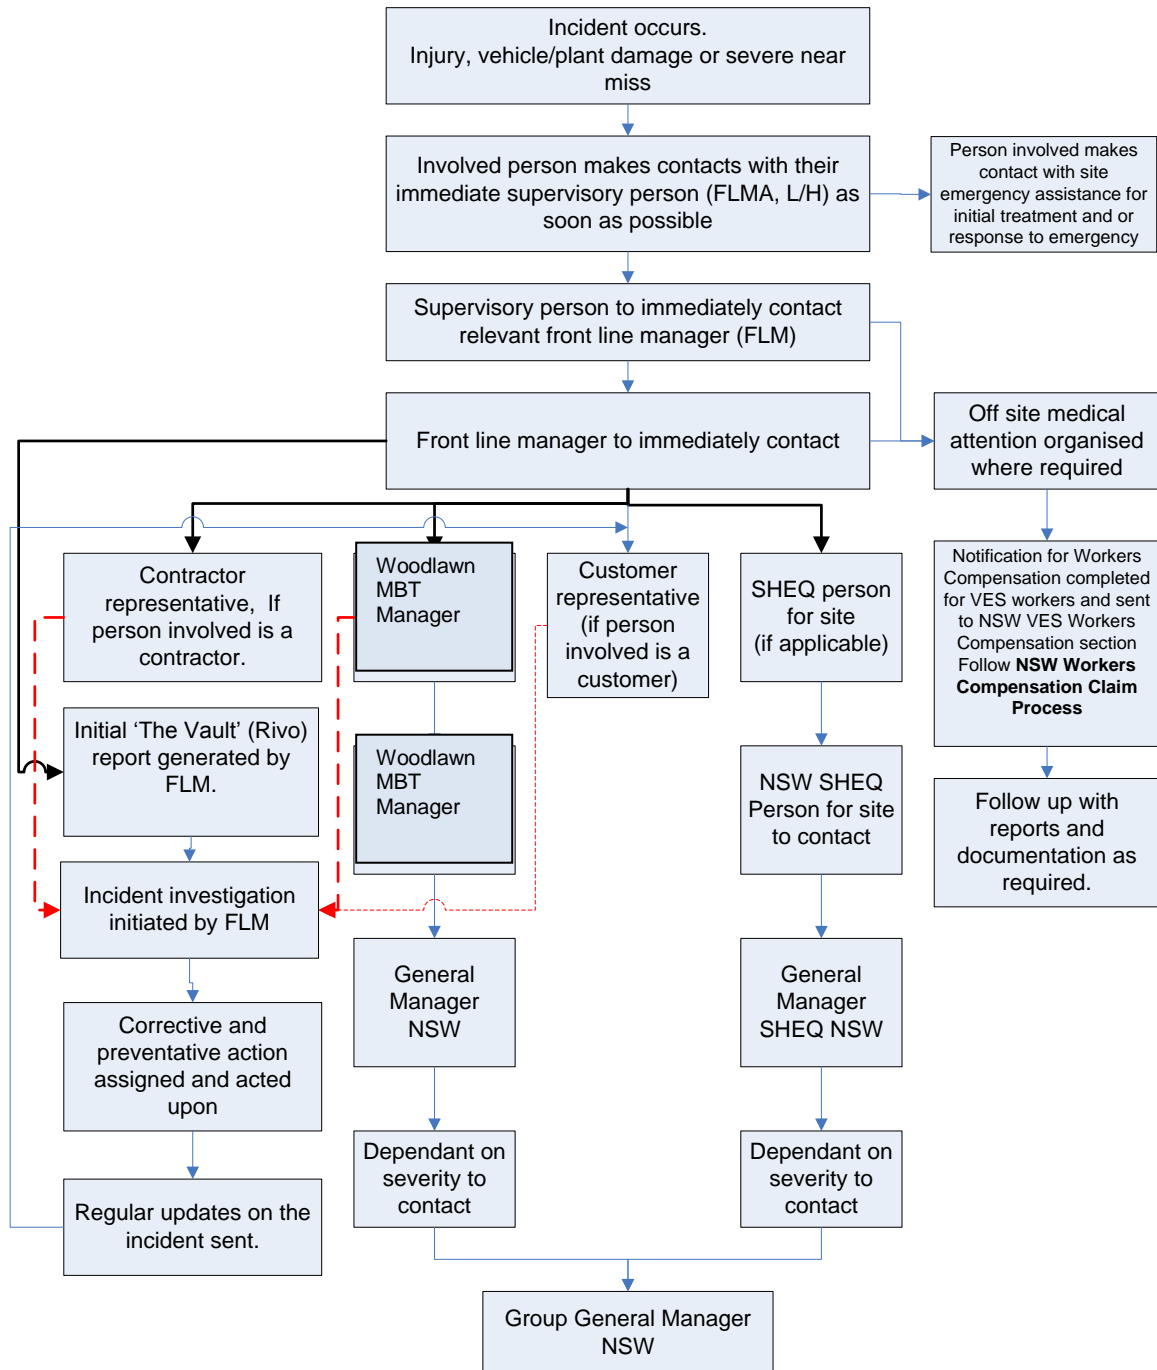 Incident occurs.
Injury, vehicle/plant damage or severe near
miss
Involved person makes contacts with their
immediate supervisory person (FLMA, L/H) as
soon as possible
Person involved makes
contact with site
emergency assistance for
initial treatment and or
response to emergency
Supervisory person to immediately contact
relevant front line manager (FLM)
Front line manager to immediately contact
Off site medical
attention organised
where required
Contractor
representative, If
person involved is a
contractor.
Woodlawn
MBT
Manager
Customer
representative
(if person
involved is a
customer)
SHEQ person
for site
(if applicable)
Notification for Workers
Compensation completed
for VES workers and sent
to NSW VES Workers
Compensation section
Follow NSW Workers
Compensation Claim
Process
Initial ‘The Vault’ (Rivo)
report generated by
FLM.
Woodlawn
MBT
Manager
NSW SHEQ
Person for site
to contact
Follow up with
reports and
documentation as
required.
Incident investigation
initiated by FLM
General
Manager
NSW
General
Manager
SHEQ NSW
Corrective and
preventative action
assigned and acted
upon
Dependant on
severity to
contact
Dependant on
severity to
contact
Regular updates on the
incident sent.
Group General Manager
NSW